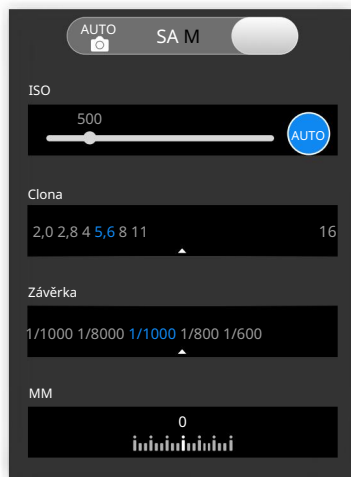 AUTO SA M
ISO
500
AUTO
Clona
2,0 2,8 4 5,6 8 11 16
Závěrka
1/1000 1/8000 1/1000 1/800 1/600
MM
0